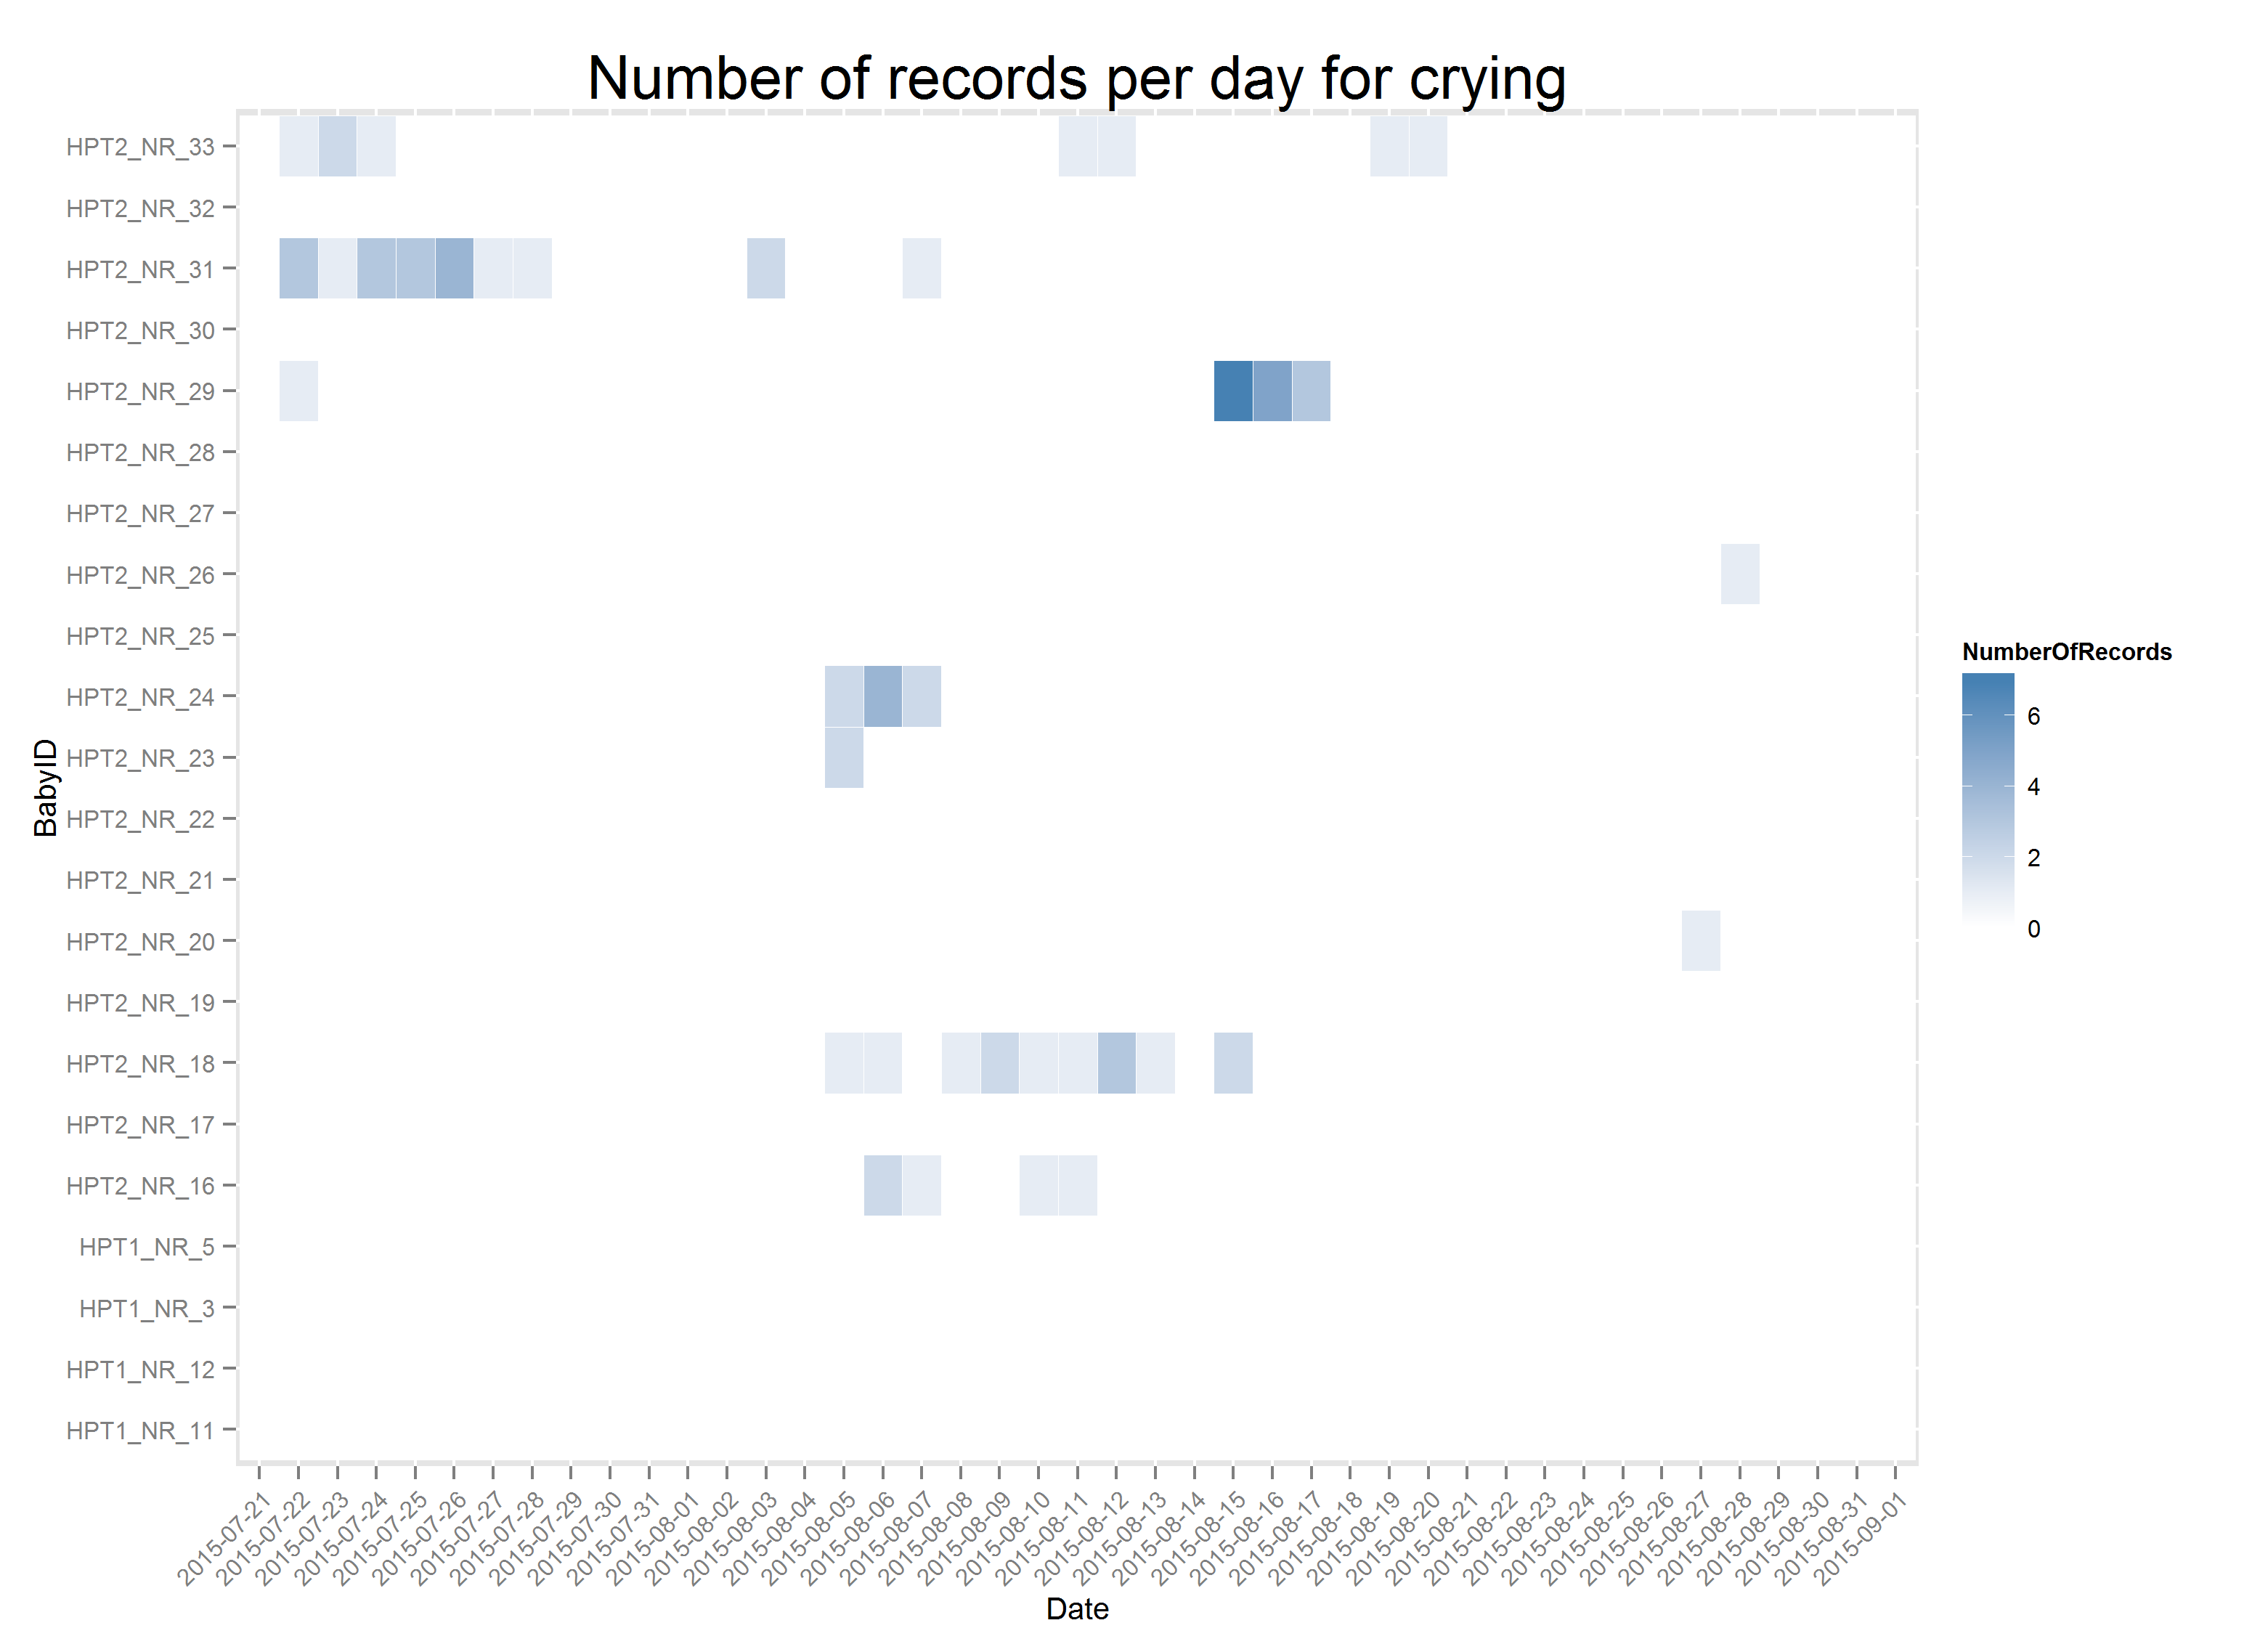 Number of records per day for crying
HPT2_NR_33
HPT2_NR_32
HPT2_NR_31
HPT2_NR_30
HPT2_NR_29
HPT2_NR_28
HPT2_NR_27
HPT2_NR_26
HPT2_NR_25
HPT2_NR_24
HPT2_NR_23
HPT2_NR_22
HPT2_NR_21
HPT2_NR_20
HPT2_NR_19
HPT2_NR_18
HPT2_NR_17
HPT2_NR_16
HPT1_NR_5
HPT1_NR_3
HPT1_NR_12
HPT1_NR_11
BabyID
2015-07-21
2015-07-22
2015-07-23
2015-07-24
2015-07-25
2015-07-26
2015-07-27
2015-07-28
2015-07-29
2015-07-30
2015-07-31
2015-08-01
2015-08-02
2015-08-03
2015-08-04
2015-08-05
2015-08-06
2015-08-07
2015-08-08
2015-08-09
2015-08-10
2015-08-11
2015-08-12
2015-08-13
2015-08-14
2015-08-15
2015-08-16
2015-08-17
2015-08-18
2015-08-19
2015-08-20
2015-08-21
2015-08-22
2015-08-23
2015-08-24
2015-08-25
2015-08-26
2015-08-27
2015-08-28
2015-08-29
2015-08-30
2015-08-31
2015-09-01
Date
NumberOfRecords
6
4
2
0